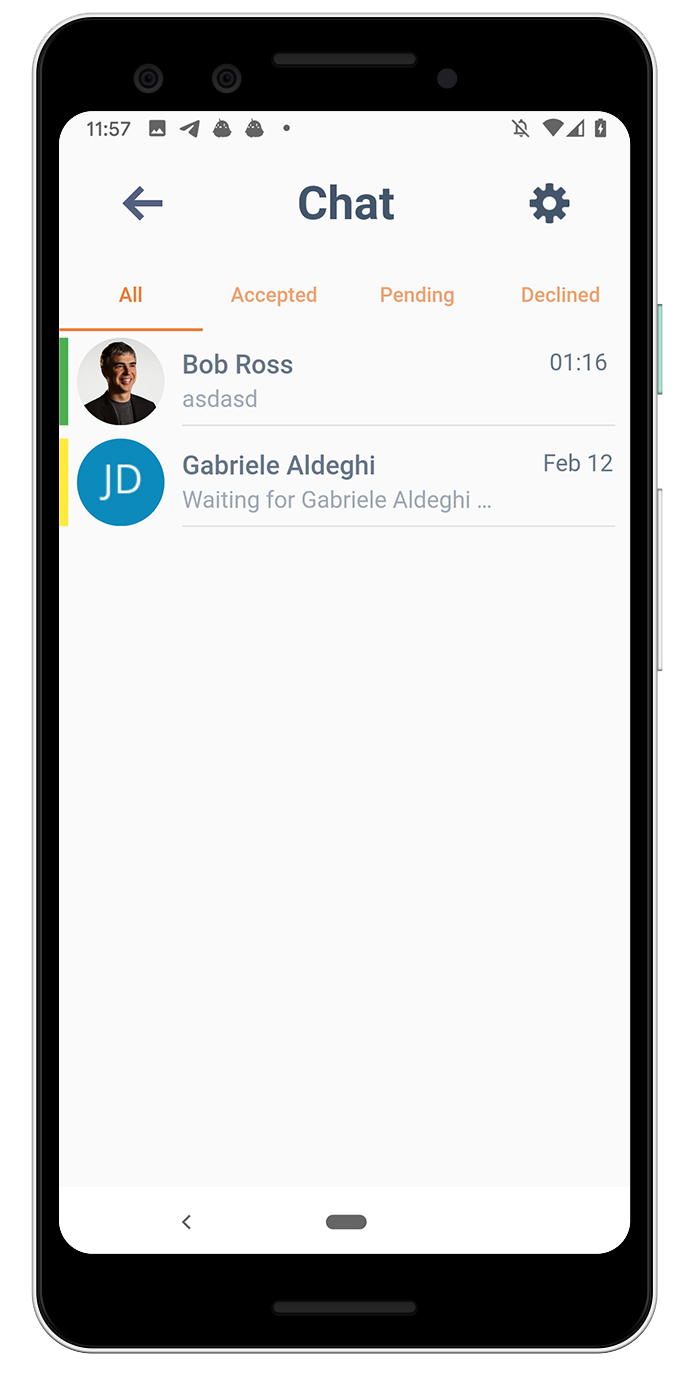 11:57
Chat
All Accepted Pending Declined
Bob Ross 01:16
asdasd
JD Gabriele Aldeghi Feb 12
Waiting for Gabriele Aldeghi ...